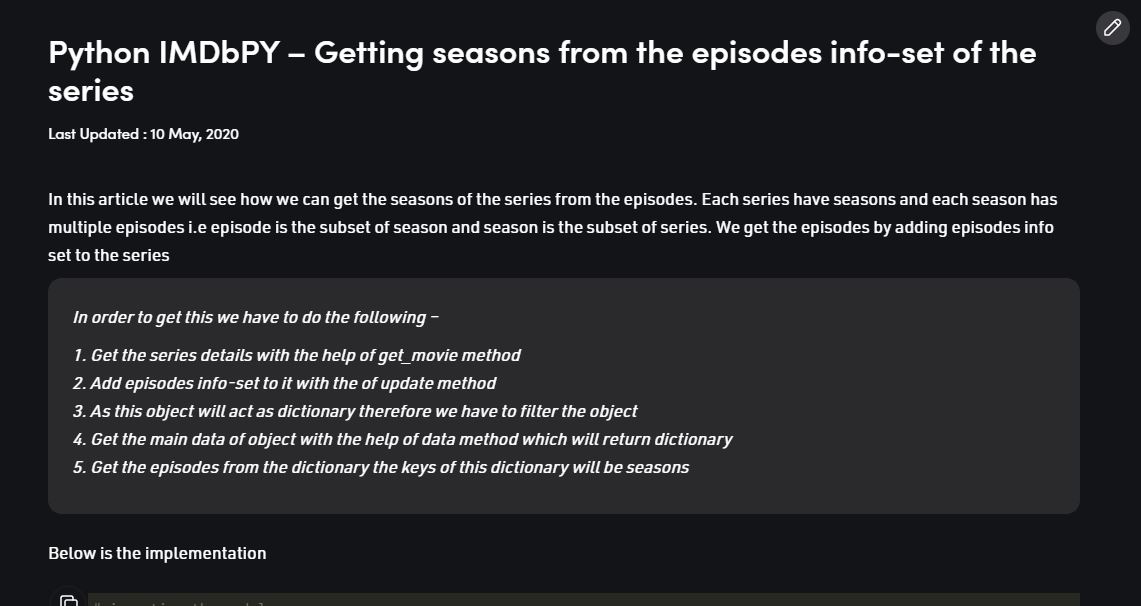 Python IMDbPY – Getting seasons from the episodes info-set of the
series
Last Updated : 10 May, 2020
In this article we will see how we can get the seasons of the series from the episodes. Each series have seasons and each season has
multiple episodes i.e episode is the subset of season and season is the subset of series. We get the episodes by adding episodes info
set to the series
In order to get this we have to do the following –
1. Get the series details with the help of get_movie method
2. Add episodes info-set to it with the of update method
3. As this object will act as dictionary therefore we have to filter the object
4. Get the main data of object with the help of data method which will return dictionary
5. Get the episodes from the dictionary the keys of this dictionary will be seasons
Below is the implementation